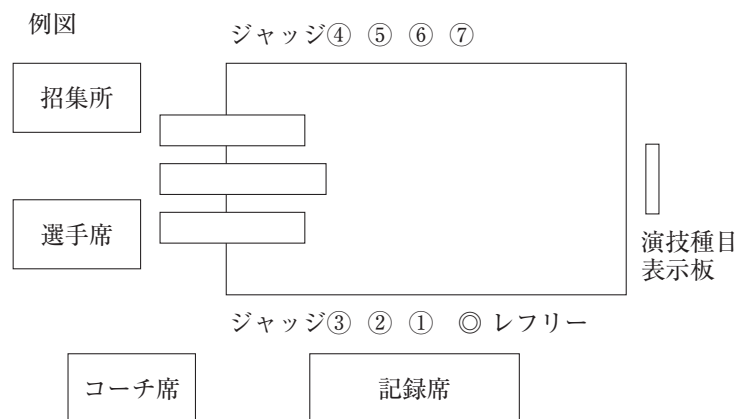 例図
ジャッジ④ ⑤ ⑥ ⑦
招集所
選手席
演技種目
表示板
ジャッジ③ ② ① ◎ レフリー
コーチ席
記録席